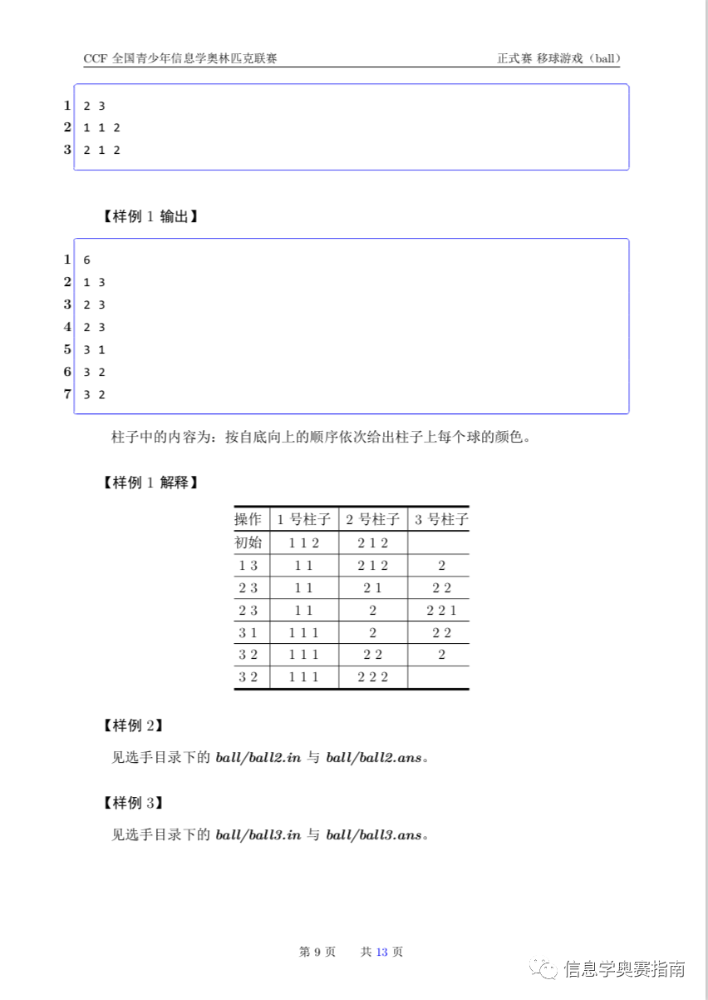 CCF 全国青少年信息学奥林匹克联赛 正式赛 移球游戏（ball）
1 2 3
2 1 1 2
3 2 1 2
【样例 1 输出】
1 6
2 1 3
3 2 3
4 2 3
5 3 1
6 3 2
7 3 2
柱子中的内容为：按自底向上的顺序依次给出柱子上每个球的颜色。
【样例 1 解释】
操作 1 号柱子 2 号柱子 3 号柱子
初始 1 1 2 2 1 2
1 3 1 1 2 1 2 2
2 3 1 1 2 1 2 2
2 3 1 1 2 2 2 1
3 1 1 1 1 2 2 2
3 2 1 1 1 2 2 2
3 2 1 1 1 2 2 2
【样例 2】
见选手目录下的 ball/ball2.in 与 ball/ball2.ans。
【样例 3】
见选手目录下的 ball/ball3.in 与 ball/ball3.ans。
第 9 页 共 13 页
信息学奥赛指南